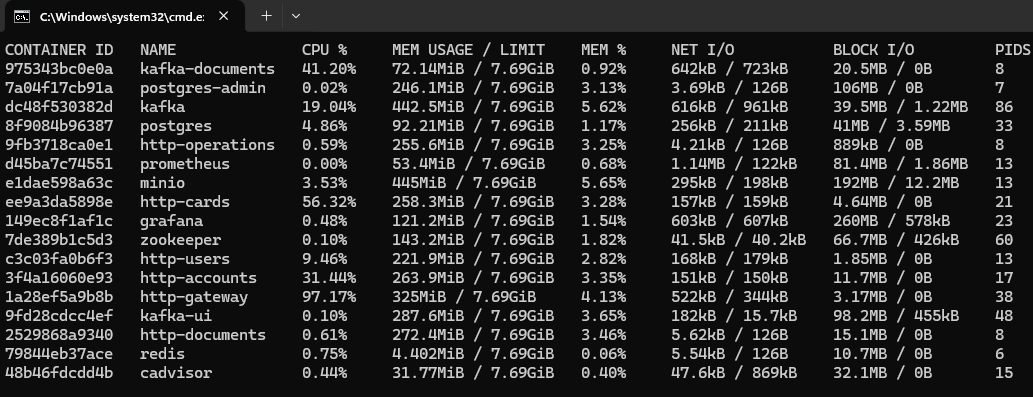 C:\Windows\system32\cmd.e:
CONTAINER ID NAME CPU % MEM USAGE / LIMIT MEM % NET I/O BLOCK I/O PIDS
975343bc0e0a kafka-documents 41.20% 72.14MiB / 7.69GiB 0.92% 642kB / 723kB 20.5MB / 0B 8
7a04f17cb91a postgres-admin 0.02% 246.1MiB / 7.69GiB 3.13% 3.69kB / 126B 106MB / 0B 7
dc48f530382d kafka 19.04% 442.5MiB / 7.69GiB 5.62% 616kB / 961kB 39.5MB / 1.22MB 86
8f9084b96387 postgres 4.86% 92.21MiB / 7.69GiB 1.17% 256kB / 211kB 41MB / 3.59MB 33
9fb3718ca0e1 http-operations 0.59% 255.6MiB / 7.69GiB 3.25% 4.21kB / 126B 889kB / 0B 8
d45ba7c74551 prometheus 0.00% 53.4MiB / 7.69GiB 0.68% 1.14MB / 122kB 81.4MB / 1.86MB 13
e1dae598a63c minio 3.53% 445MiB / 7.69GiB 5.65% 295kB / 198kB 192MB / 12.2MB 13
ee9a3da5898e http-cards 56.32% 258.3MiB / 7.69GiB 3.28% 157kB / 159kB 4.64MB / 0B 21
149ec8f1af1c grafana 0.48% 121.2MiB / 7.69GiB 1.54% 603kB / 607kB 260MB / 578kB 23
7de389b1c5d3 zookeeper 0.10% 143.2MiB / 7.69GiB 1.82% 41.5kB / 40.2kB 66.7MB / 426kB 60
c3c03fa0b6f3 http-users 9.46% 221.9MiB / 7.69GiB 2.82% 168kB / 179kB 1.85MB / 0B 13
3f4a16060e93 http-accounts 31.44% 263.9MiB / 7.69GiB 3.35% 151kB / 150kB 11.7MB / 0B 17
1a28ef5a9b8b http-gateway 97.17% 325MiB / 7.69GiB 4.13% 522kB / 344kB 3.17MB / 0B 38
9fd28cdcc4ef kafka-ui 0.10% 287.6MiB / 7.69GiB 3.65% 182kB / 15.7kB 98.2MB / 455kB 48
2529868a9340 http-documents 0.61% 272.4MiB / 7.69GiB 3.46% 5.62kB / 126B 15.1MB / 0B 8
79844eb37ace redis 0.75% 4.402MiB / 7.69GiB 0.06% 5.54kB / 126B 10.7MB / 0B 6
48b46fdcdd4b cadvisor 0.44% 31.77MiB / 7.69GiB 0.40% 47.6kB / 869kB 32.1MB / 0B 15